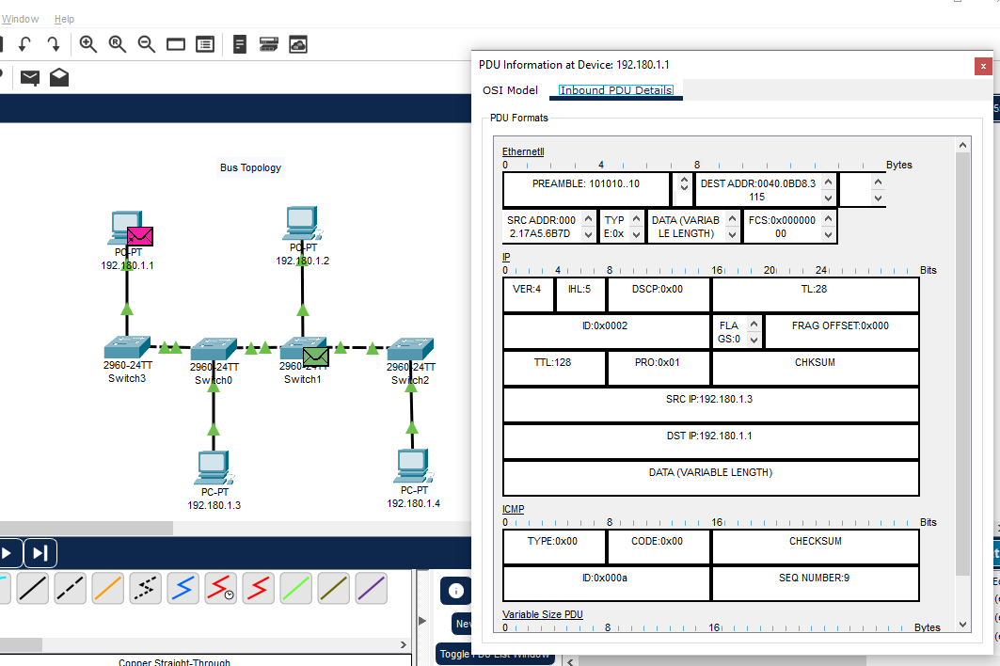 Window Help
PDU Information at Device: 192.180.1.1
x
OSI Model Inbound PDU Details
PDU Formats
EthernetII
0 4 8 Bytes
PREAMBLE: 101010..10
DEST ADDR:0040.0BD8.3
115
SRC ADDR:000
2.17A5.6B7D
TYP
E:0x
DATA (VARIAB
LE LENGTH)
FCS:0x000000
00
IP
0 4 8 16 20 24 Bits
VER:4 IHL:5 DSCP:0x00 TL:28
ID:0x0002
FLA
GS:0
FRAG OFFSET:0x000
TTL:128 PRO:0x01 CHKSUM
SRC IP:192.180.1.3
DST IP:192.180.1.1
DATA (VARIABLE LENGTH)
ICMP
0 8 16 Bits
TYPE:0x00 CODE:0x00 CHECKSUM
ID:0x000a SEQ NUMBER:9
Variable Size PDU
0 8 16 Bytes
Bus Topology
PC-PT
192.180.1.1
PC-PT
192.180.1.2
2960-24TT
Switch3
2960-24TT
Switch0
2960-24TT
Switch1
2960-24TT
Switch2
PC-PT
192.180.1.3
PC-PT
192.180.1.4
New
Toggle PDU List Window
Copper Straight-Through